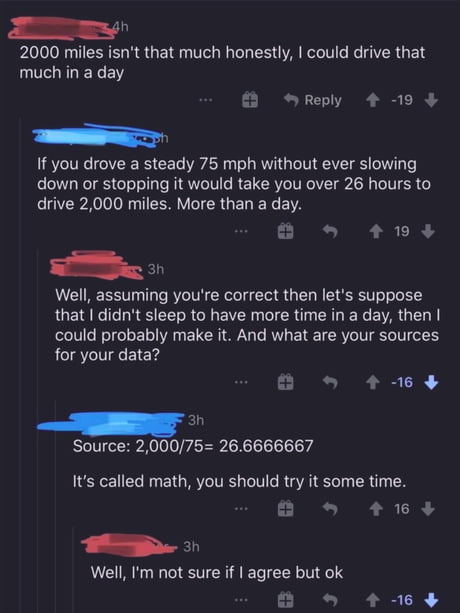 4h
2000 miles isn't that much honestly, I could drive that
much in a day
Reply -19
3h
If you drove a steady 75 mph without ever slowing
down or stopping it would take you over 26 hours to
drive 2,000 miles. More than a day.
19
3h
Well, assuming you're correct then let's suppose
that I didn't sleep to have more time in a day, then I
could probably make it. And what are your sources
for your data?
-16
3h
Source: 2,000/75= 26.6666667
It's called math, you should try it some time.
16
3h
Well, I'm not sure if I agree but ok
-16